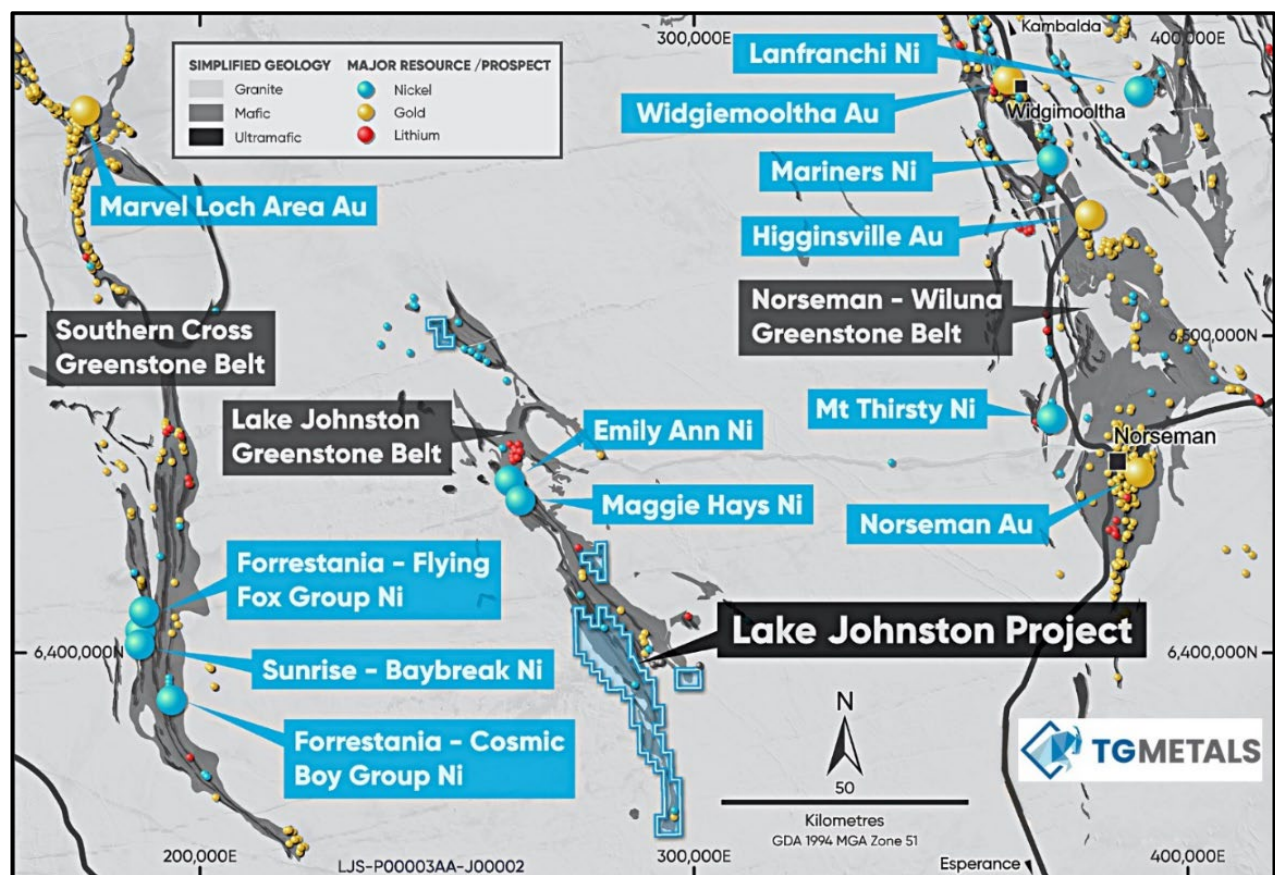 300,000E
Kambalda
400,000E
SIMPLIFIED GEOLOGY
Granite
Mafic
Ultramafic
MAJOR RESOURCE /PROSPECT
Nickel
Gold
Lithium
Lanfranchi Ni
Widgiemooltha Au
Widgimooltha
Mariners Ni
Marvel Loch Area Au
Higginsville Au
Norseman - Wiluna
Greenstone Belt
Southern Cross
Greenstone Belt
6,500,000N
Lake Johnston
Greenstone Belt
Emily Ann Ni
Mt Thirsty Ni
Norseman
Maggie Hays Ni
Norseman Au
Forrestania - Flying
Fox Group Ni
Lake Johnston Project
6,400,000N
Sunrise - Baybreak Ni
6,400,000N
N
Forrestania - Cosmic
Boy Group Ni
TGMETALS
50
Kilometres
GDA 1994 MGA Zone 51
200,000E
LJS-P00003AA-J00002
300,000E
Esperance
400,000E